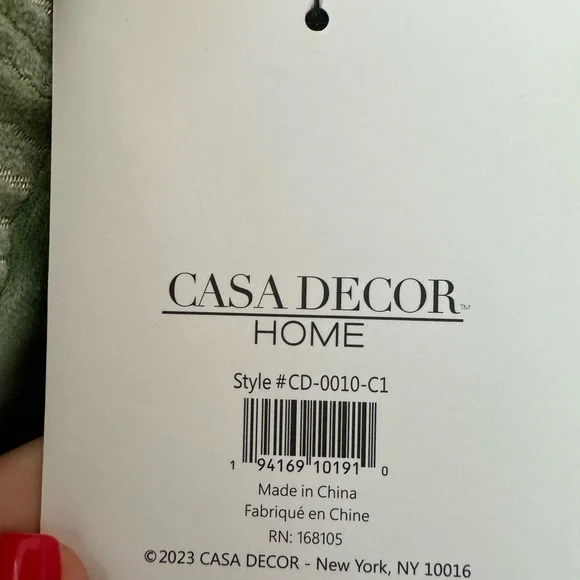 CASA DECOR™
HOME
Style #CD-0010-C1
1 94169 10191 0
Made in China
Fabriqué en Chine
RN: 168105
©2023 CASA DECOR - New York, NY 10016